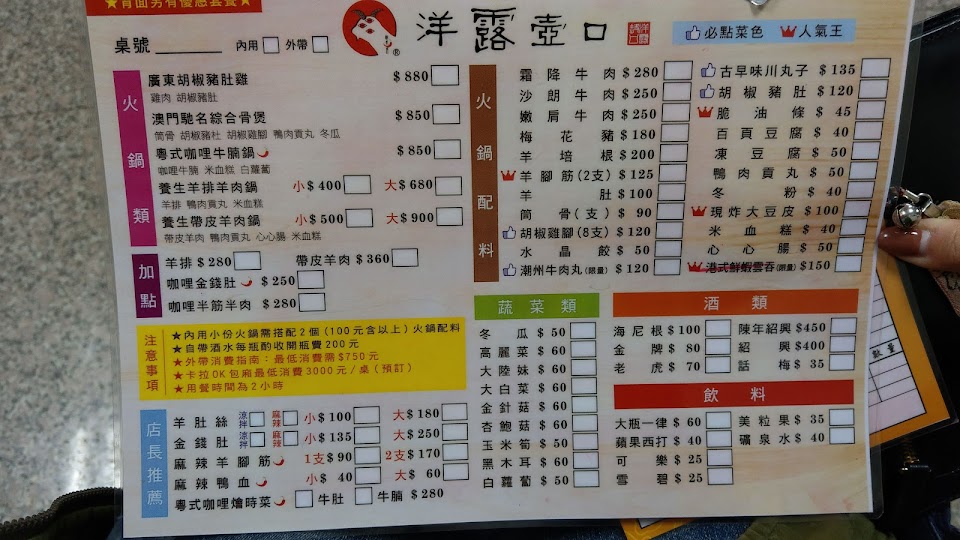 ★背面另有優惠套餐★
桌號 內用 外帶
洋露壺口
®
必點菜色 人氣王
火鍋類
廣東胡椒豬肚雞 $880
雞肉 胡椒豬肚
澳門馳名綜合骨煲 $850
筒骨 胡椒豬肚 胡椒雞腳 鴨肉貢丸 冬瓜
粵式咖哩牛腩鍋 $850
咖哩牛腩 米血糕 白蘿蔔
養生羊排羊肉鍋 小$400 大$680
羊排 鴨肉貢丸 米血糕
養生帶皮羊肉鍋 小$500 大$900
帶皮羊肉 鴨肉貢丸 心心腸 米血糕
加點
羊排 $280 帶皮羊肉 $360
咖哩金錢肚 $250
咖哩半筋半肉 $280
注意事項
★內用小份火鍋需搭配2個(100元含以上)火鍋配料
★自帶酒水每瓶酌收開瓶費200元
★外帶消費指南：最低消費需$750元
★卡拉OK包廂最低消費3000元/桌(預訂)
★用餐時間為2小時
店長推薦
羊肚絲 涼拌 麻辣 小$100 大$180
金錢肚 涼拌 麻辣 小$135 大$250
麻辣羊腳筋 1支$90 2支$170
麻辣鴨血 小$40 大$60
粵式咖哩燴時菜 牛肚 牛腩 $280
火鍋配料
霜降牛肉 $280
沙朗牛肉 $250
嫩肩牛肉 $250
梅花豬 $180
羊培根 $200
羊腳筋(2支) $125
羊肚 $100
筒骨(支) $90
胡椒雞腳(8支) $120
水晶餃 $50
潮州牛肉丸(限量) $120
古早味川丸子 $135
胡椒豬肚 $120
脆油條 $45
百頁豆腐 $40
凍豆腐 $50
鴨肉貢丸 $50
冬粉 $40
現炸大豆皮 $100
米血糕 $40
心心腸 $50
港式鮮蝦雲吞(限量) $150
蔬菜類
冬瓜 $50
高麗菜 $60
大陸妹 $60
大白菜 $60
金針菇 $60
杏鮑菇 $60
玉米筍 $50
黑木耳 $60
白蘿蔔 $50
酒類
海尼根 $100 陳年紹興 $450
金牌 $80 紹興 $400
老虎 $70 話梅 $35
飲料
大瓶一律 $60 美粒果 $35
蘋果西打 $40 礦泉水 $40
可樂 $25
雪碧 $25
數量